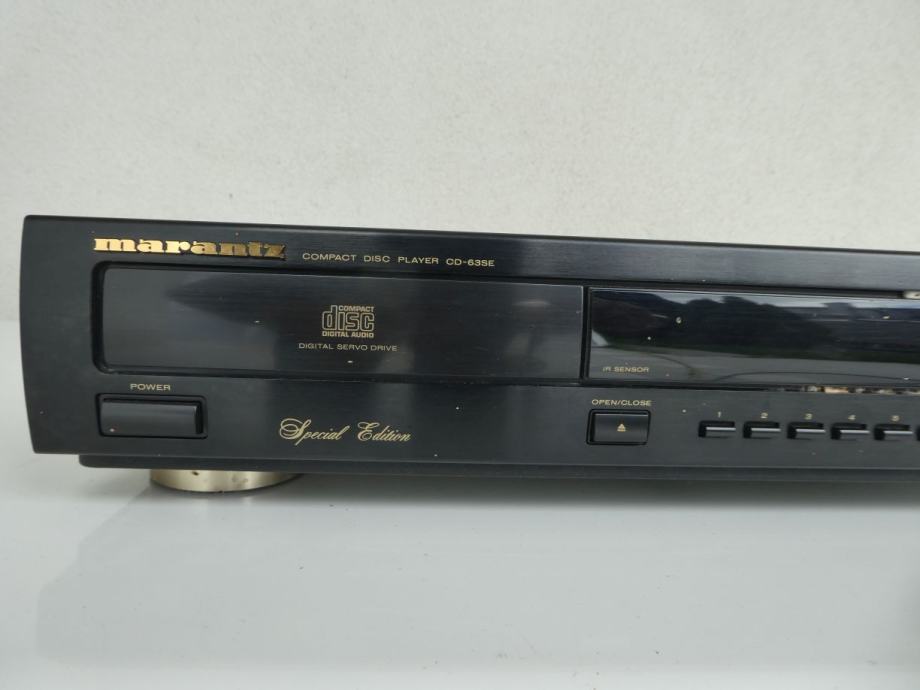 marantz COMPACT DISC PLAYER CD-63SE
COMPACT
disc
DIGITAL AUDIO
DIGITAL SERVO DRIVE
IR SENSOR
POWER
OPEN/CLOSE
1 2 3 4 5
Special Edition